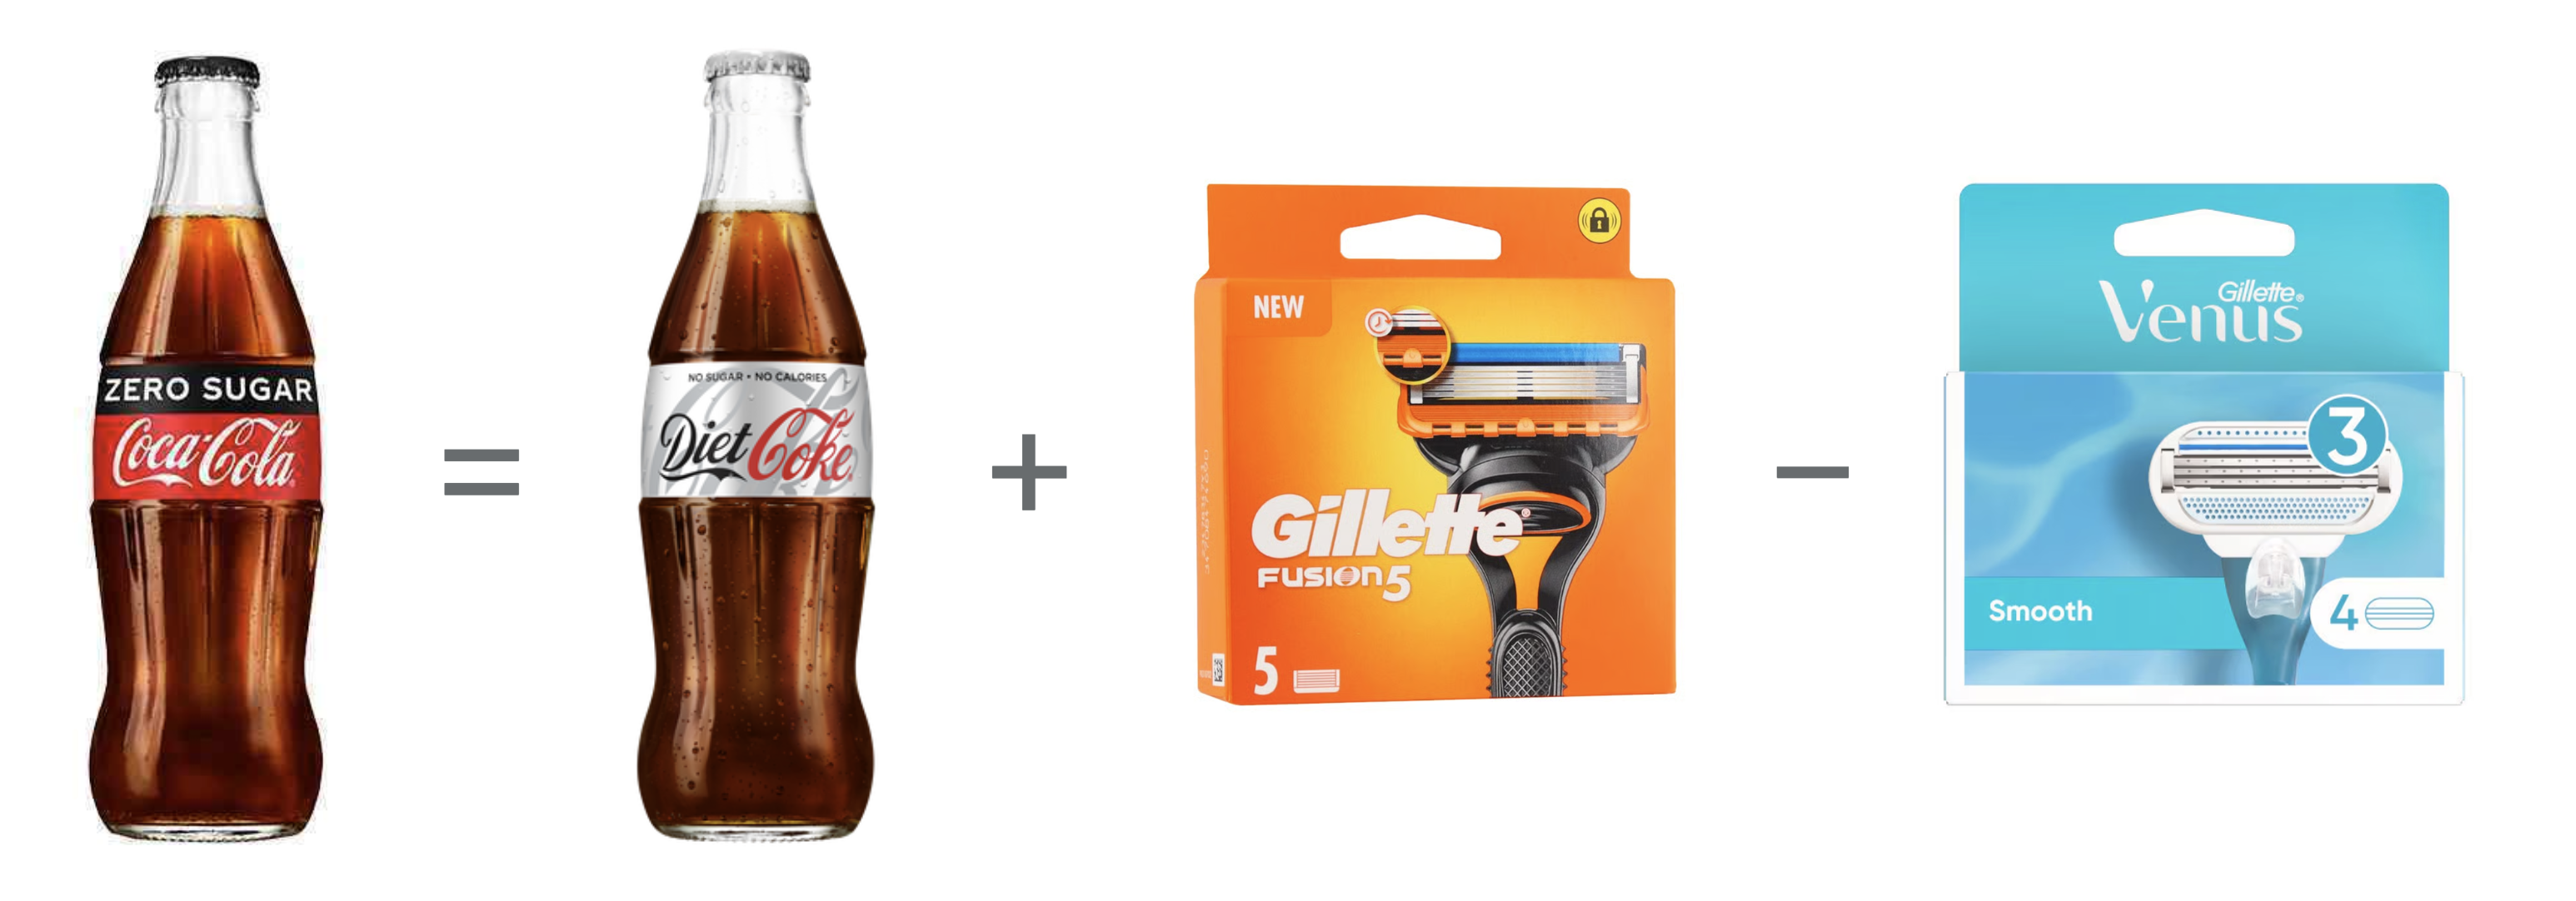 ZERO SUGAR
Coca-Cola
=
NO SUGAR • NO CALORIES
Diet Coke
+
NEW
Gillette®
FUSION5
5
−
Gillette®
Venus
3
Smooth
4